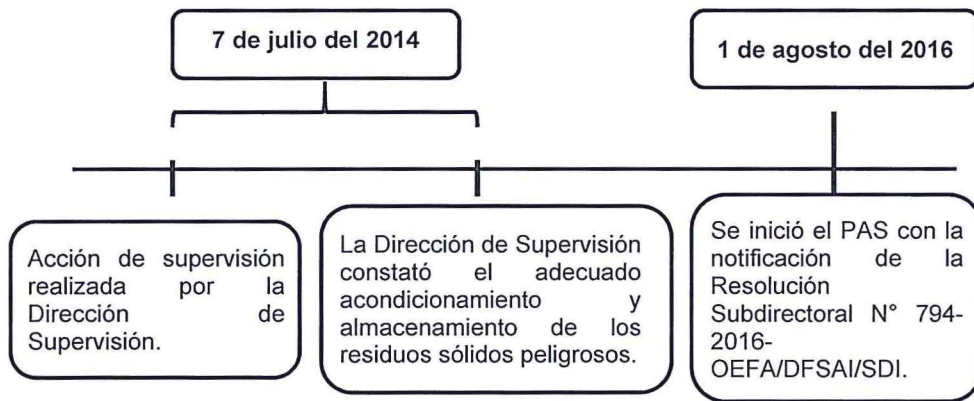 7 de julio del 2014
1 de agosto del 2016
Acción de supervisión
realizada por la
Dirección de
Supervisión.
La Dirección de Supervisión
constató el adecuado
acondicionamiento y
almacenamiento de los
residuos sólidos peligrosos.
Se inició el PAS con la
notificación de la
Resolución
Subdirectoral N° 794-
2016-
OEFA/DFSAI/SDI.